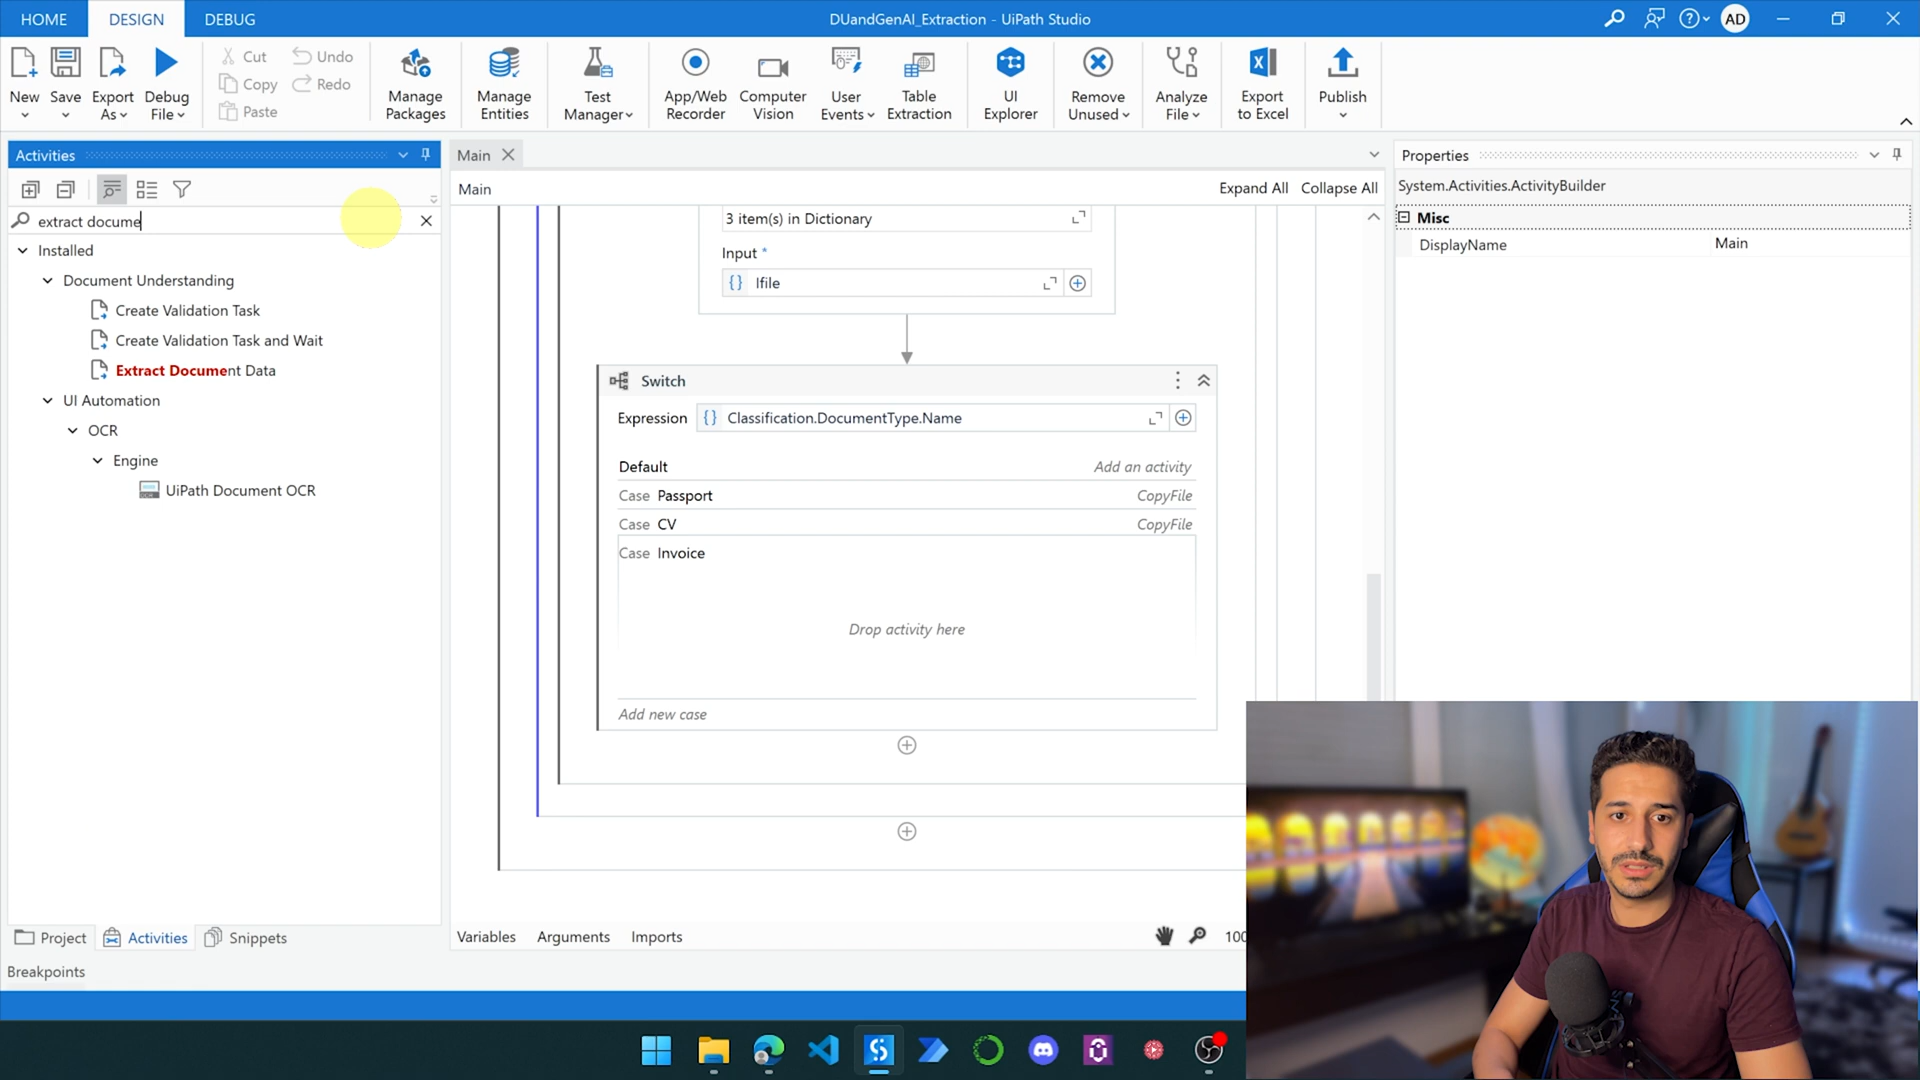 HOME
DESIGN
DEBUG
DUandGenAI_Extraction - UiPath Studio
AD
New
Save
Export As
Debug File
Cut
Copy
Paste
Undo
Redo
Manage Packages
Manage Entities
Test Manager
App/Web Recorder
Computer Vision
User Events
Table Extraction
UI Explorer
Remove Unused
Analyze File
Export to Excel
Publish
Activities
extract docume
Installed
Document Understanding
Create Validation Task
Create Validation Task and Wait
Extract Document Data
UI Automation
OCR
Engine
UiPath Document OCR
Main
Main
Expand All
Collapse All
3 item(s) in Dictionary
Input *
{} lfile
Switch
Expression
{} Classification.DocumentType.Name
Default
Add an activity
Case Passport
CopyFile
Case CV
CopyFile
Case Invoice
Drop activity here
Add new case
Properties
System.Activities.ActivityBuilder
Misc
DisplayName
Main
Variables
Arguments
Imports
100
Project
Activities
Snippets
Breakpoints